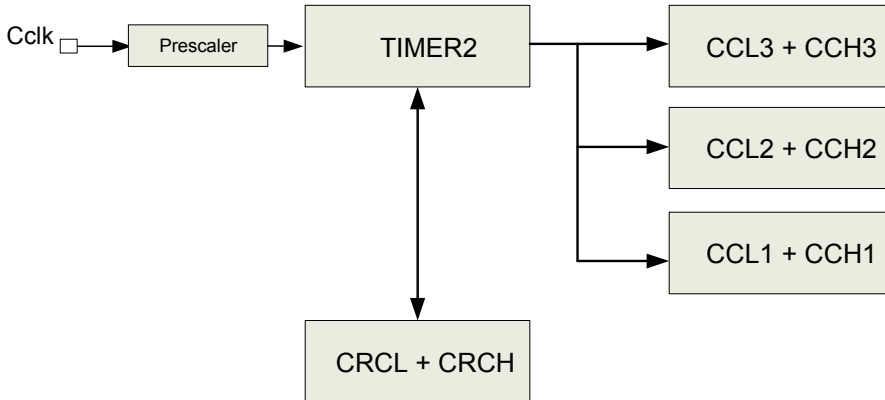 Cclk
Prescaler
TIMER2
CCL3 + CCH3
CCL2 + CCH2
CCL1 + CCH1
CRCL + CRCH